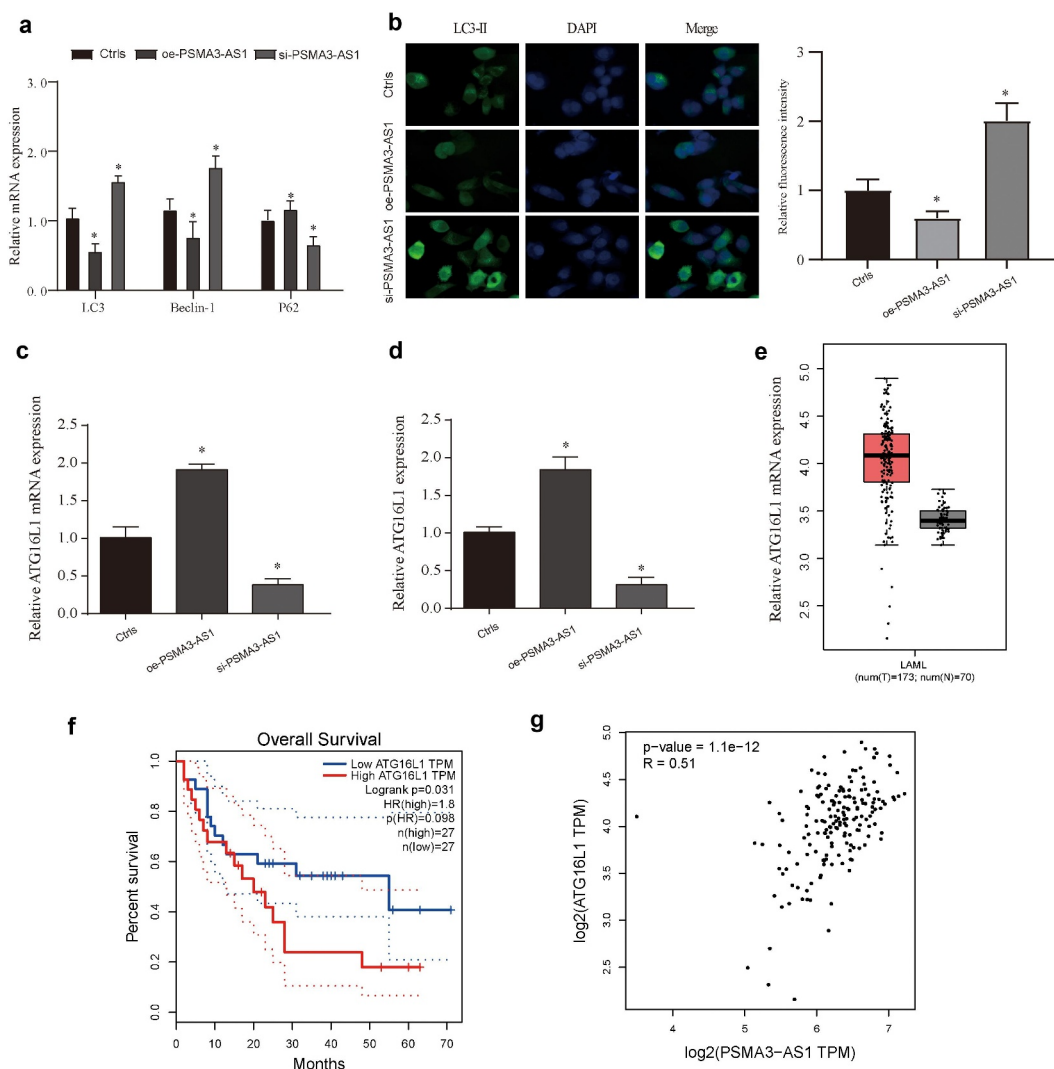 a
Ctrls oe-PSMA3-AS1 si-PSMA3-AS1
Relative mRNA expression
3.0
2.0
1.0
0.0
* * * * * *
LC3 Beclin-1 P62
b
LC3-II DAPI Merge
Ctrls
oe-PSMA3-AS1
si-PSMA3-AS1
Relative fluorescence intensity
3
2
1
0
* *
Ctrls
oe-PSMA3-AS1
si-PSMA3-AS1
c
Relative ATG16L1 mRNA expression
2.5
2.0
1.5
1.0
0.5
0.0
* *
Ctrls
oe-PSMA3-AS1
si-PSMA3-AS1
d
Relative ATG16L1 expression
2.5
2.0
1.5
1.0
0.5
0.0
* *
Ctrls
oe-PSMA3-AS1
si-PSMA3-AS1
e
Relative ATG16L1 mRNA expression
5.0
4.5
4.0
3.5
3.0
2.5
LAML
(num(T)=173; num(N)=70)
f
Overall Survival
Low ATG16L1 TPM
High ATG16L1 TPM
Logrank p=0.031
HR(high)=1.8
p(HR)=0.098
n(high)=27
n(low)=27
Percent survival
1.0
0.8
0.6
0.4
0.2
0.0
0 10 20 30 40 50 60 70
Months
g
p-value = 1.1e-12
R = 0.51
log2(ATG16L1 TPM)
5.0
4.5
4.0
3.5
3.0
2.5
4 5 6 7
log2(PSMA3-AS1 TPM)